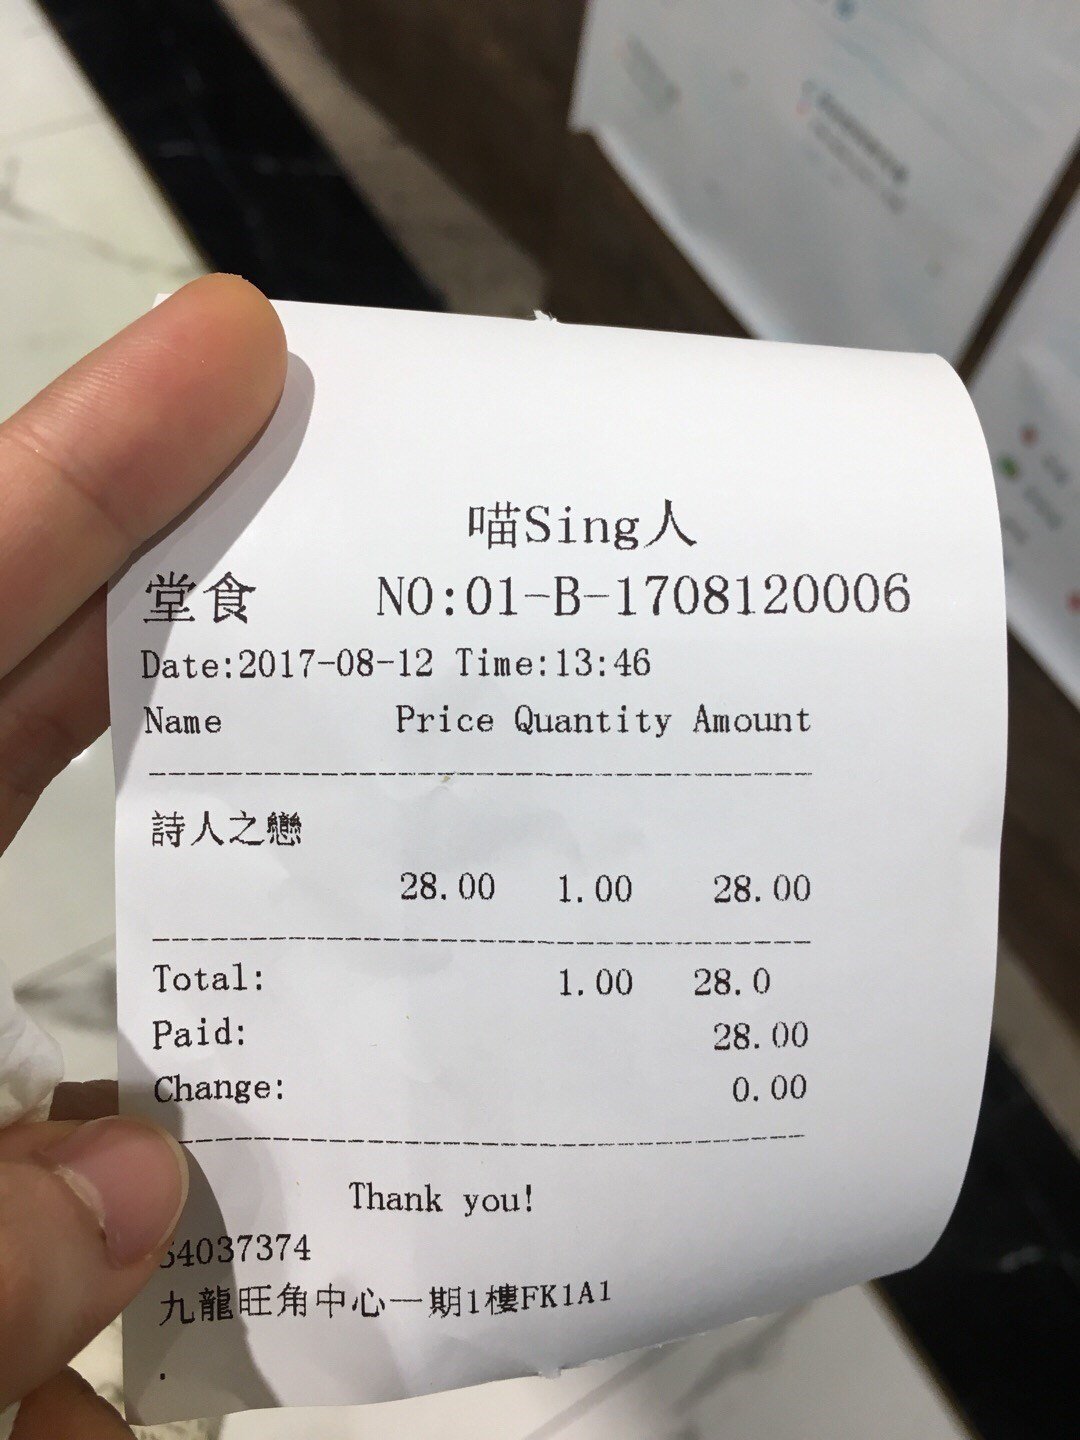 喵Sing人
堂食 NO:01-B-1708120006
Date:2017-08-12 Time:13:46
Name Price Quantity Amount
詩人之戀
28.00 1.00 28.00
Total: 1.00 28.0
Paid: 28.00
Change: 0.00
Thank you!
54037374
九龍旺角中心一期1樓FK1A1
.